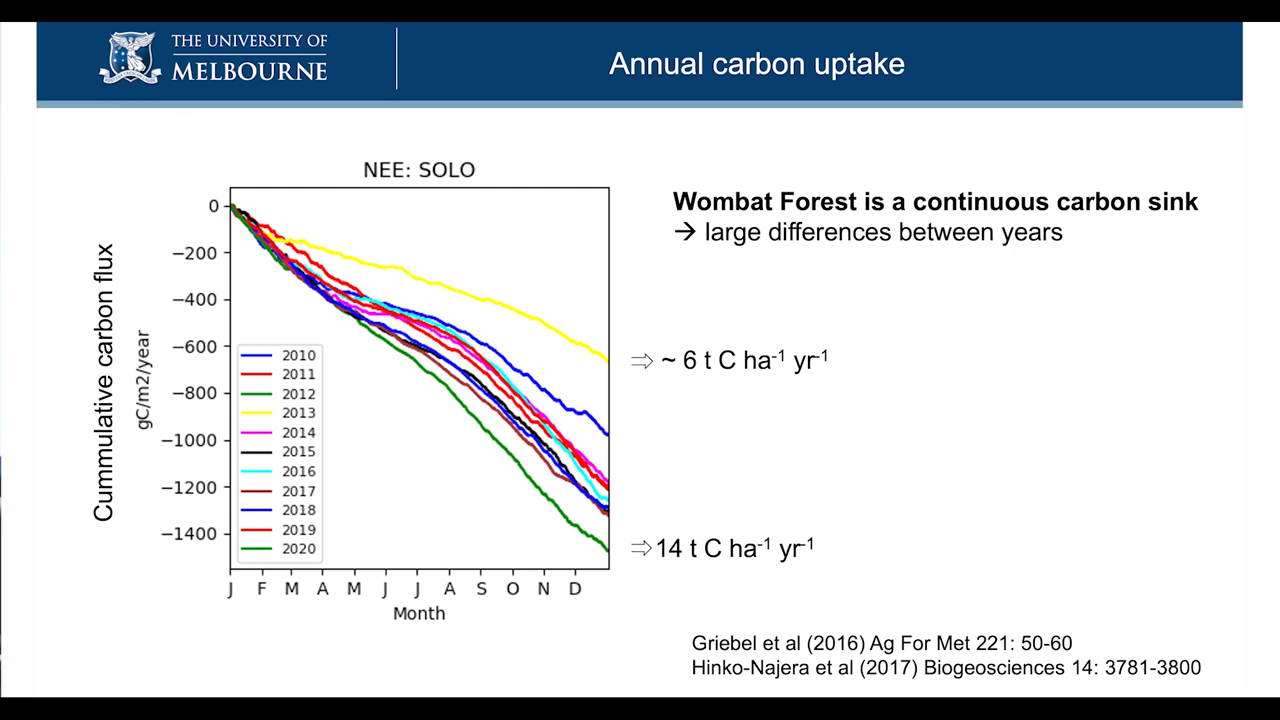 THE UNIVERSITY OF
MELBOURNE
Annual carbon uptake
NEE: SOLO
Wombat Forest is a continuous carbon sink
→ large differences between years
Cummulative carbon flux
gC/m2/year
0
−200
−400
−600
−800
−1000
−1200
−1400
2010
2011
2012
2013
2014
2015
2016
2017
2018
2019
2020
J F M A M J J A S O N D
Month
⇒ ~ 6 t C ha⁻¹ yr⁻¹
⇒ 14 t C ha⁻¹ yr⁻¹
Griebel et al (2016) Ag For Met 221: 50-60
Hinko-Najera et al (2017) Biogeosciences 14: 3781-3800